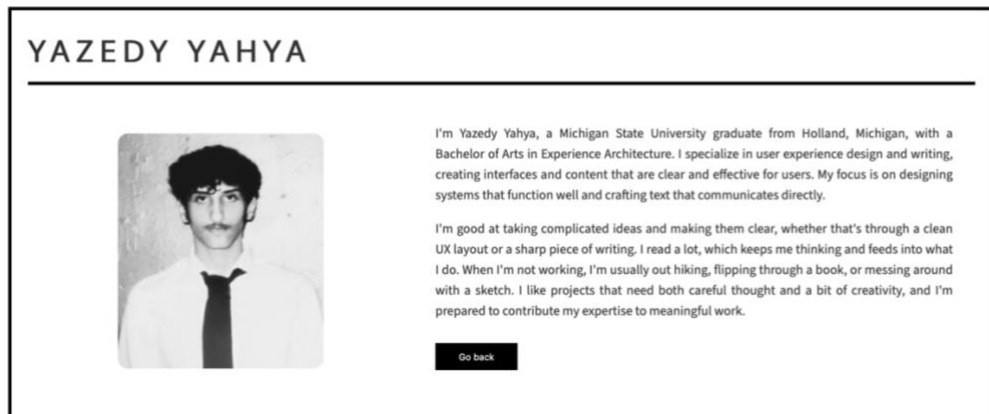 YAZEDY YAHYA
I'm Yazedy Yahya, a Michigan State University graduate from Holland, Michigan, with a
Bachelor of Arts in Experience Architecture. I specialize in user experience design and writing,
creating interfaces and content that are clear and effective for users. My focus is on designing
systems that function well and crafting text that communicates directly.
I'm good at taking complicated ideas and making them clear, whether that's through a clean
UX layout or a sharp piece of writing. I read a lot, which keeps me thinking and feeds into what
I do. When I'm not working, I'm usually out hiking, flipping through a book, or messing around
with a sketch. I like projects that need both careful thought and a bit of creativity, and I'm
prepared to contribute my expertise to meaningful work.
Go back